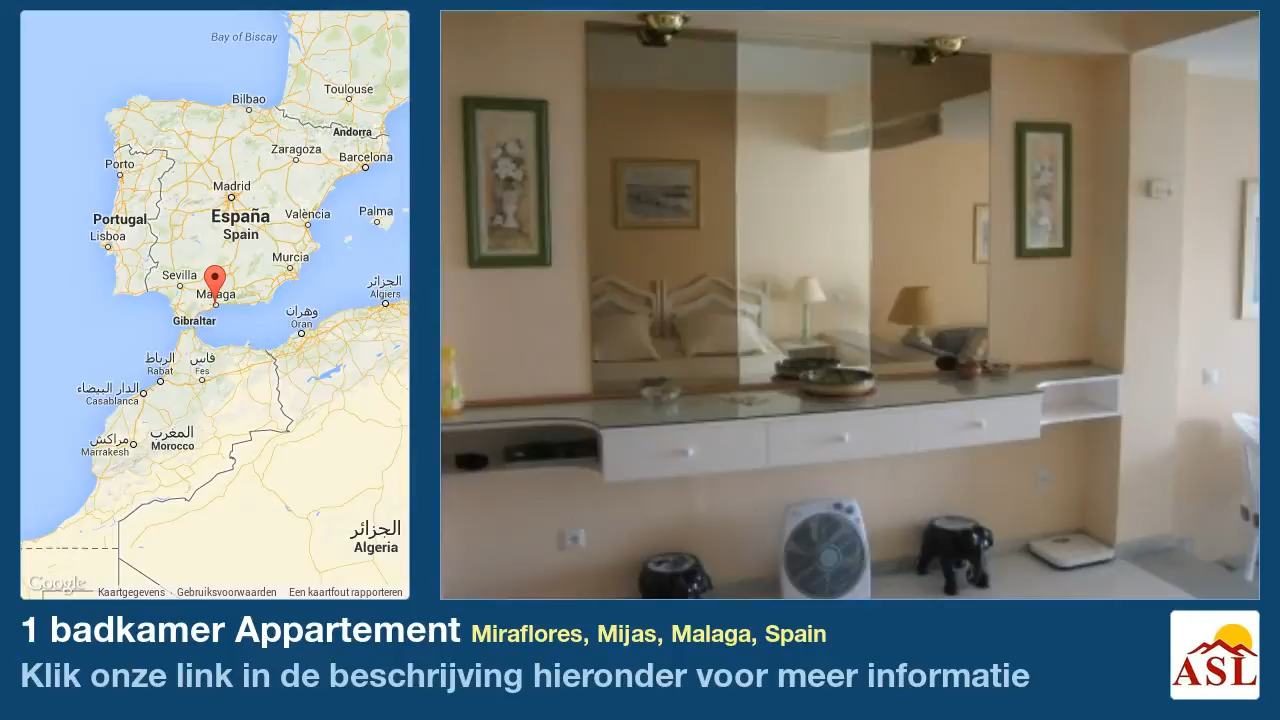 Bay of Biscay
Toulouse
Bilbao
Andorra
Zaragoza
Porto
Barcelona
Madrid
España
Spain
València
Palma
Portugal
Lisboa
Murcia
Sevilla
Málaga
الجزائر
Algiers
Gibraltar
وهران
Oran
الرباط
Rabat
فاس
Fes
الدار البيضاء
Casablanca
مراكش
Marrakesh
المغرب
Morocco
الجزائر
Algeria
Google
Kaartgegevens - Gebruiksvoorwaarden Een kaartfout rapporteren
1 badkamer Appartement Miraflores, Mijas, Malaga, Spain
Klik onze link in de beschrijving hieronder voor meer informatie
ASL